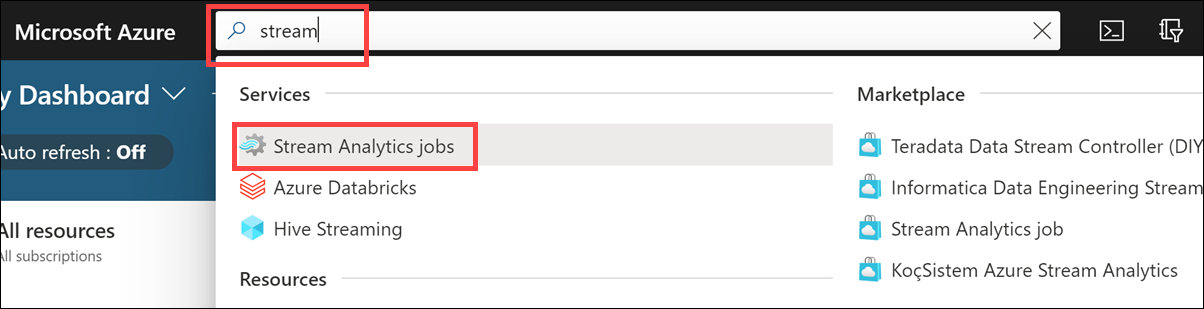 Microsoft Azure
stream
y Dashboard
Auto refresh : Off
All resources
All subscriptions
Services
Stream Analytics jobs
Azure Databricks
Hive Streaming
Resources
Marketplace
Teradata Data Stream Controller (DIY
Informatica Data Engineering Stream
Stream Analytics job
KoçSistem Azure Stream Analytics